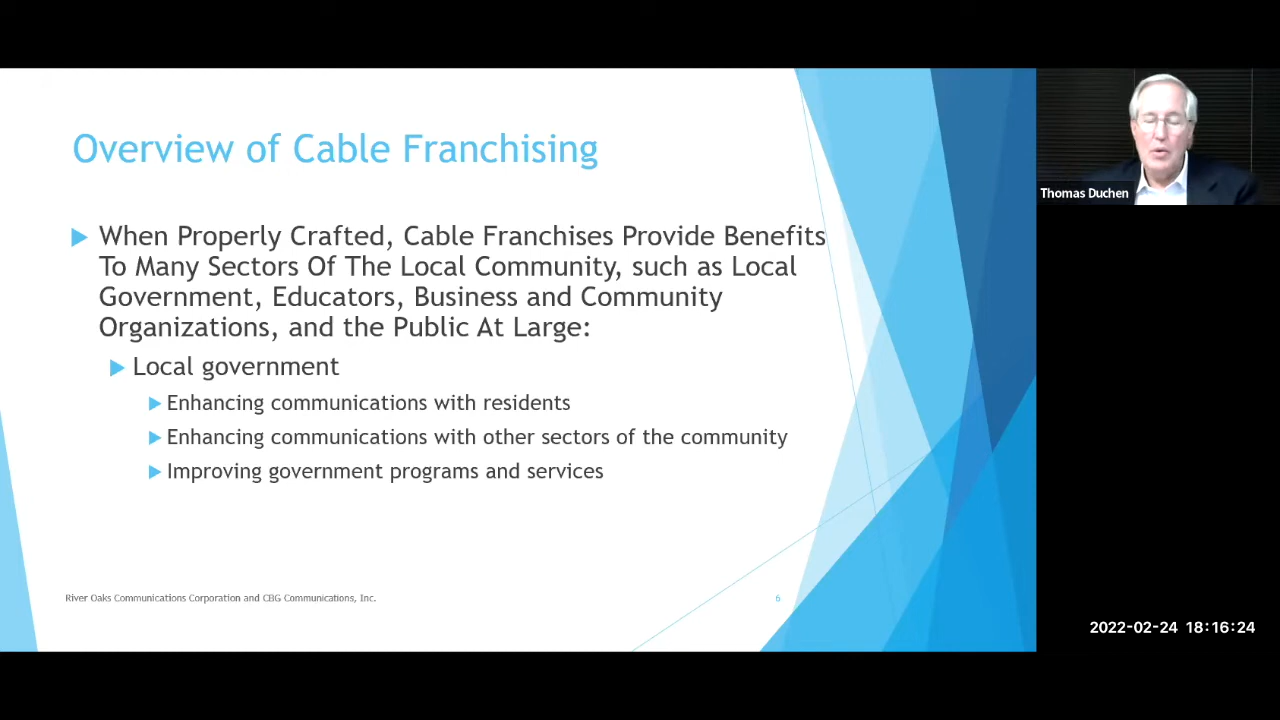 Overview of Cable Franchising
When Properly Crafted, Cable Franchises Provide Benefits
To Many Sectors Of The Local Community, such as Local
Government, Educators, Business and Community
Organizations, and the Public At Large:
Local government
Enhancing communications with residents
Enhancing communications with other sectors of the community
Improving government programs and services
River Oaks Communications Corporation and CBG Communications, Inc.
6
Thomas Duchen
2022-02-24 18:16:24